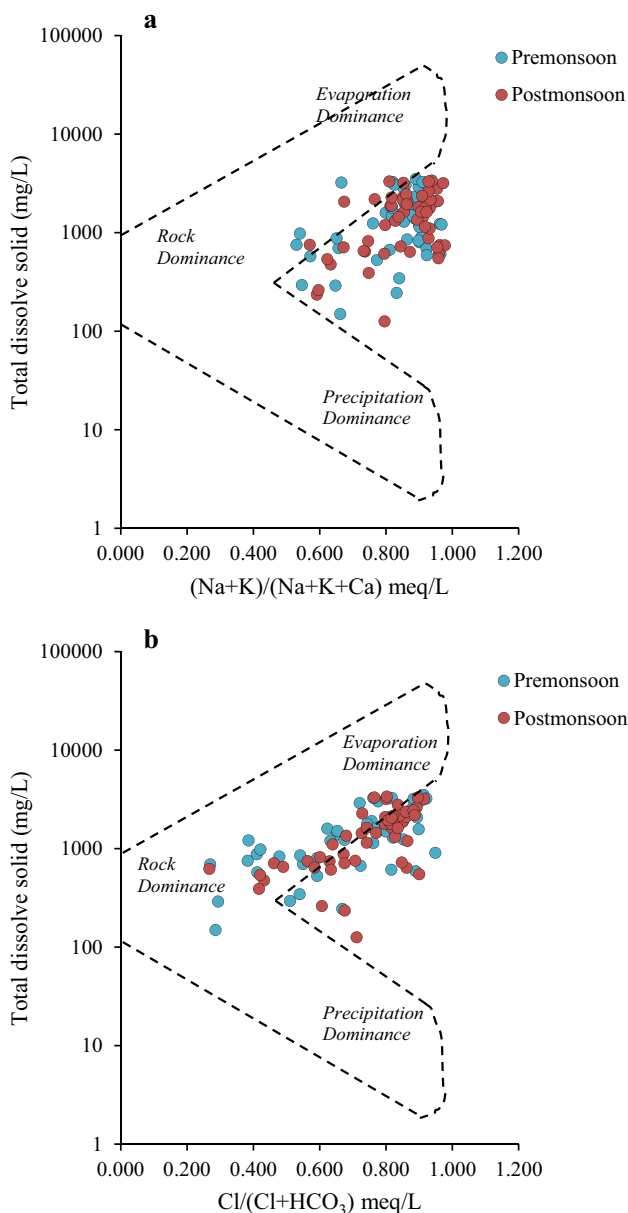 a
100000
10000
1000
100
10
1
Total dissolve solid (mg/L)
Evaporation
Dominance
Rock
Dominance
Precipitation
Dominance
Premonsoon
Postmonsoon
0.000 0.200 0.400 0.600 0.800 1.000 1.200
(Na+K)/(Na+K+Ca) meq/L
b
100000
10000
1000
100
10
1
Total dissolve solid (mg/L)
Evaporation
Dominance
Rock
Dominance
Precipitation
Dominance
Premonsoon
Postmonsoon
0.000 0.200 0.400 0.600 0.800 1.000 1.200
Cl/(Cl+HCO₃) meq/L